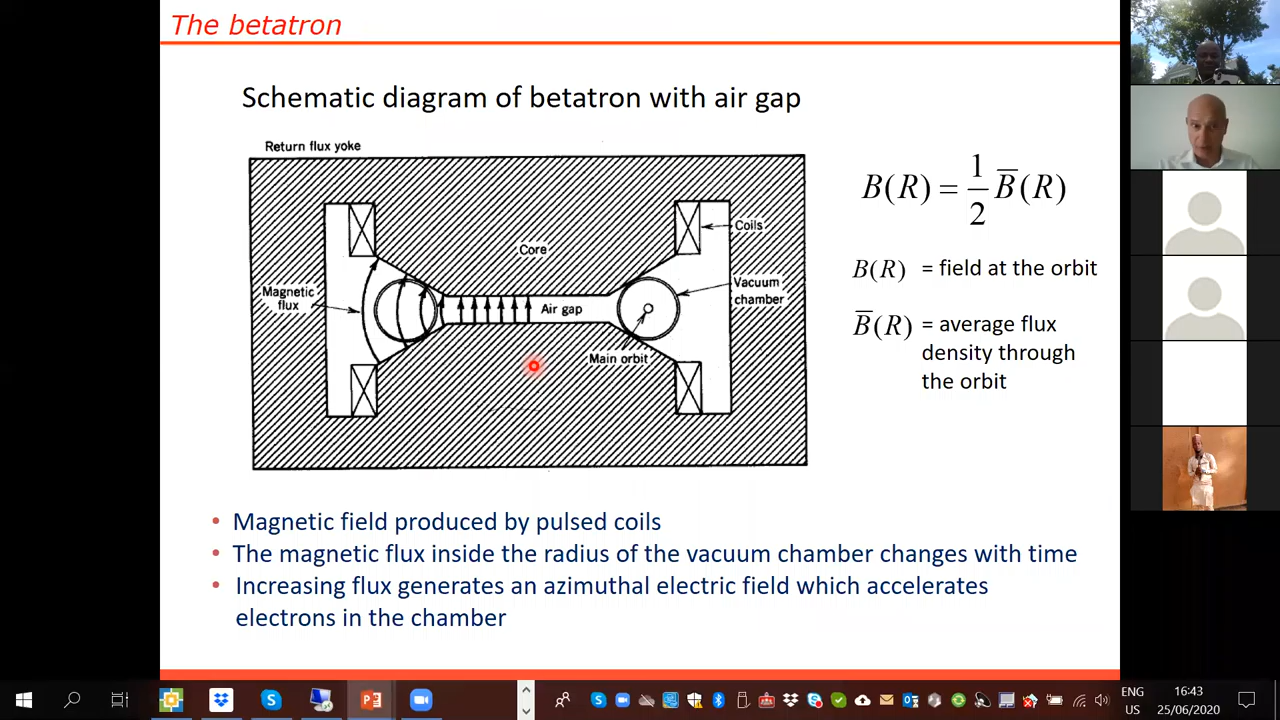 The betatron
Schematic diagram of betatron with air gap
Return flux yoke
Core
Coils
Magnetic
flux
Air gap
Vacuum
chamber
Main orbit
B(R) = 1/2 B̅(R)
B(R) = field at the orbit
B̅(R) = average flux
density through
the orbit
• Magnetic field produced by pulsed coils
• The magnetic flux inside the radius of the vacuum chamber changes with time
• Increasing flux generates an azimuthal electric field which accelerates
electrons in the chamber
ENG
US
16:43
25/06/2020